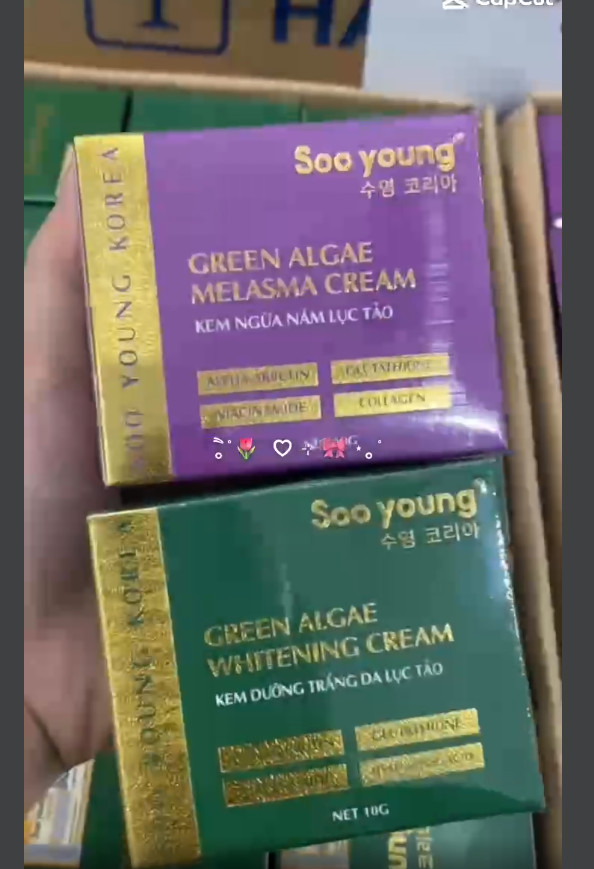 CapCut
SOO YOUNG KOREA
Soo young
수영 코리아
GREEN ALGAE
MELASMA CREAM
KEM NGỪA NÁM LỤC TẢO
ALPHA ARBUTIN
GLUTATHIONE
NIACINAMIDE
COLLAGEN
SOO YOUNG KOREA
Soo young
수영 코리아
GREEN ALGAE
WHITENING CREAM
KEM DƯỠNG TRẮNG DA LỤC TẢO
GLUTATHIONE
NET 10G